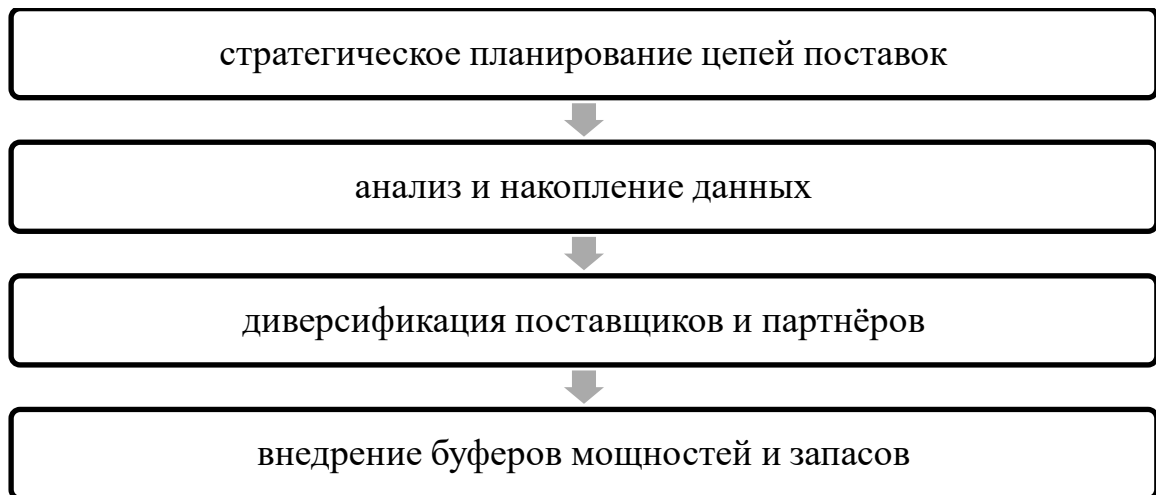 стратегическое планирование цепей поставок
анализ и накопление данных
диверсификация поставщиков и партнёров
внедрение буферов мощностей и запасов